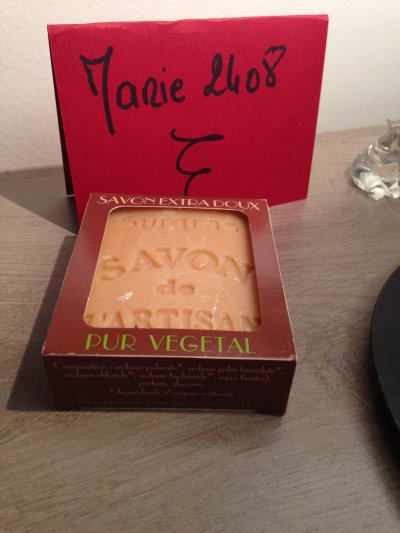 Marie 2408
SAVON EXTRA DOUX
Surgras
SAVON
de
L'ARTISAN
PUR VEGETAL
Composition : sodium palmate*, sodium palm kernelate*,
sodium chloride*, sodium hydroxide*, aqua (water),
parfum, glycerin.
* Ingrédients d'origine naturelle